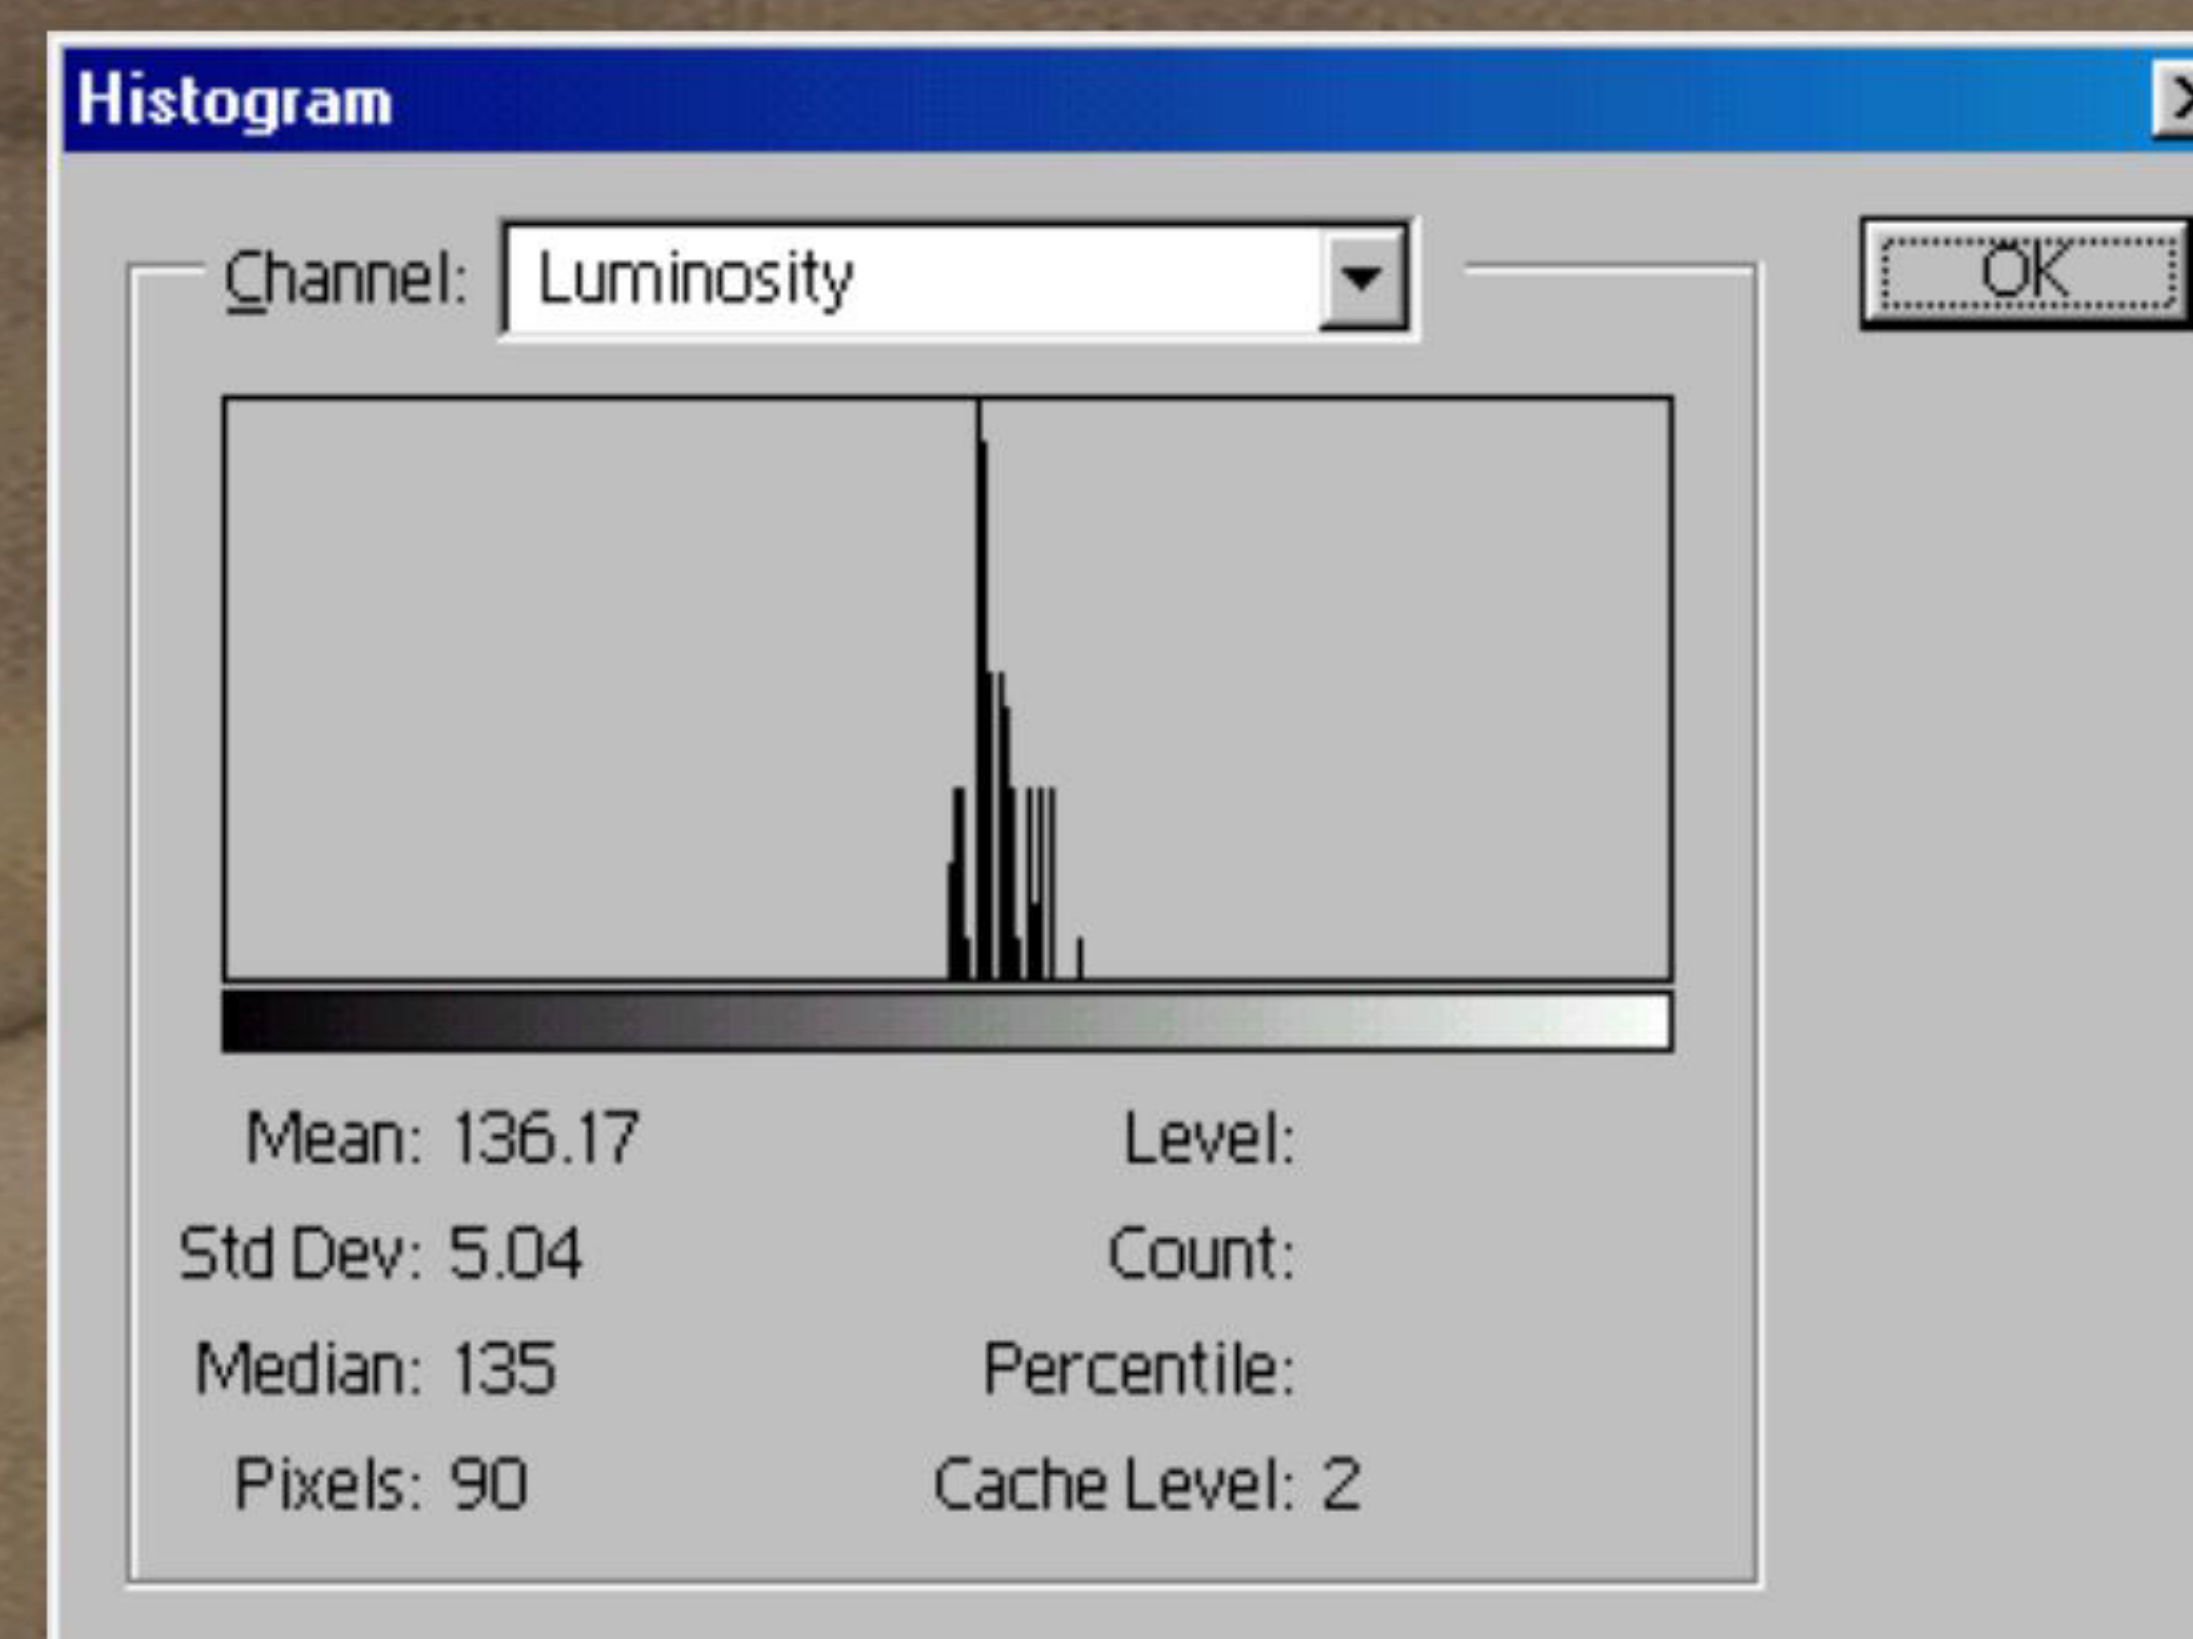 Histogram
Channel: Luminosity
OK
Mean: 136.17
Level:
Std Dev: 5.04
Count:
Median: 135
Percentile:
Pixels: 90
Cache Level: 2